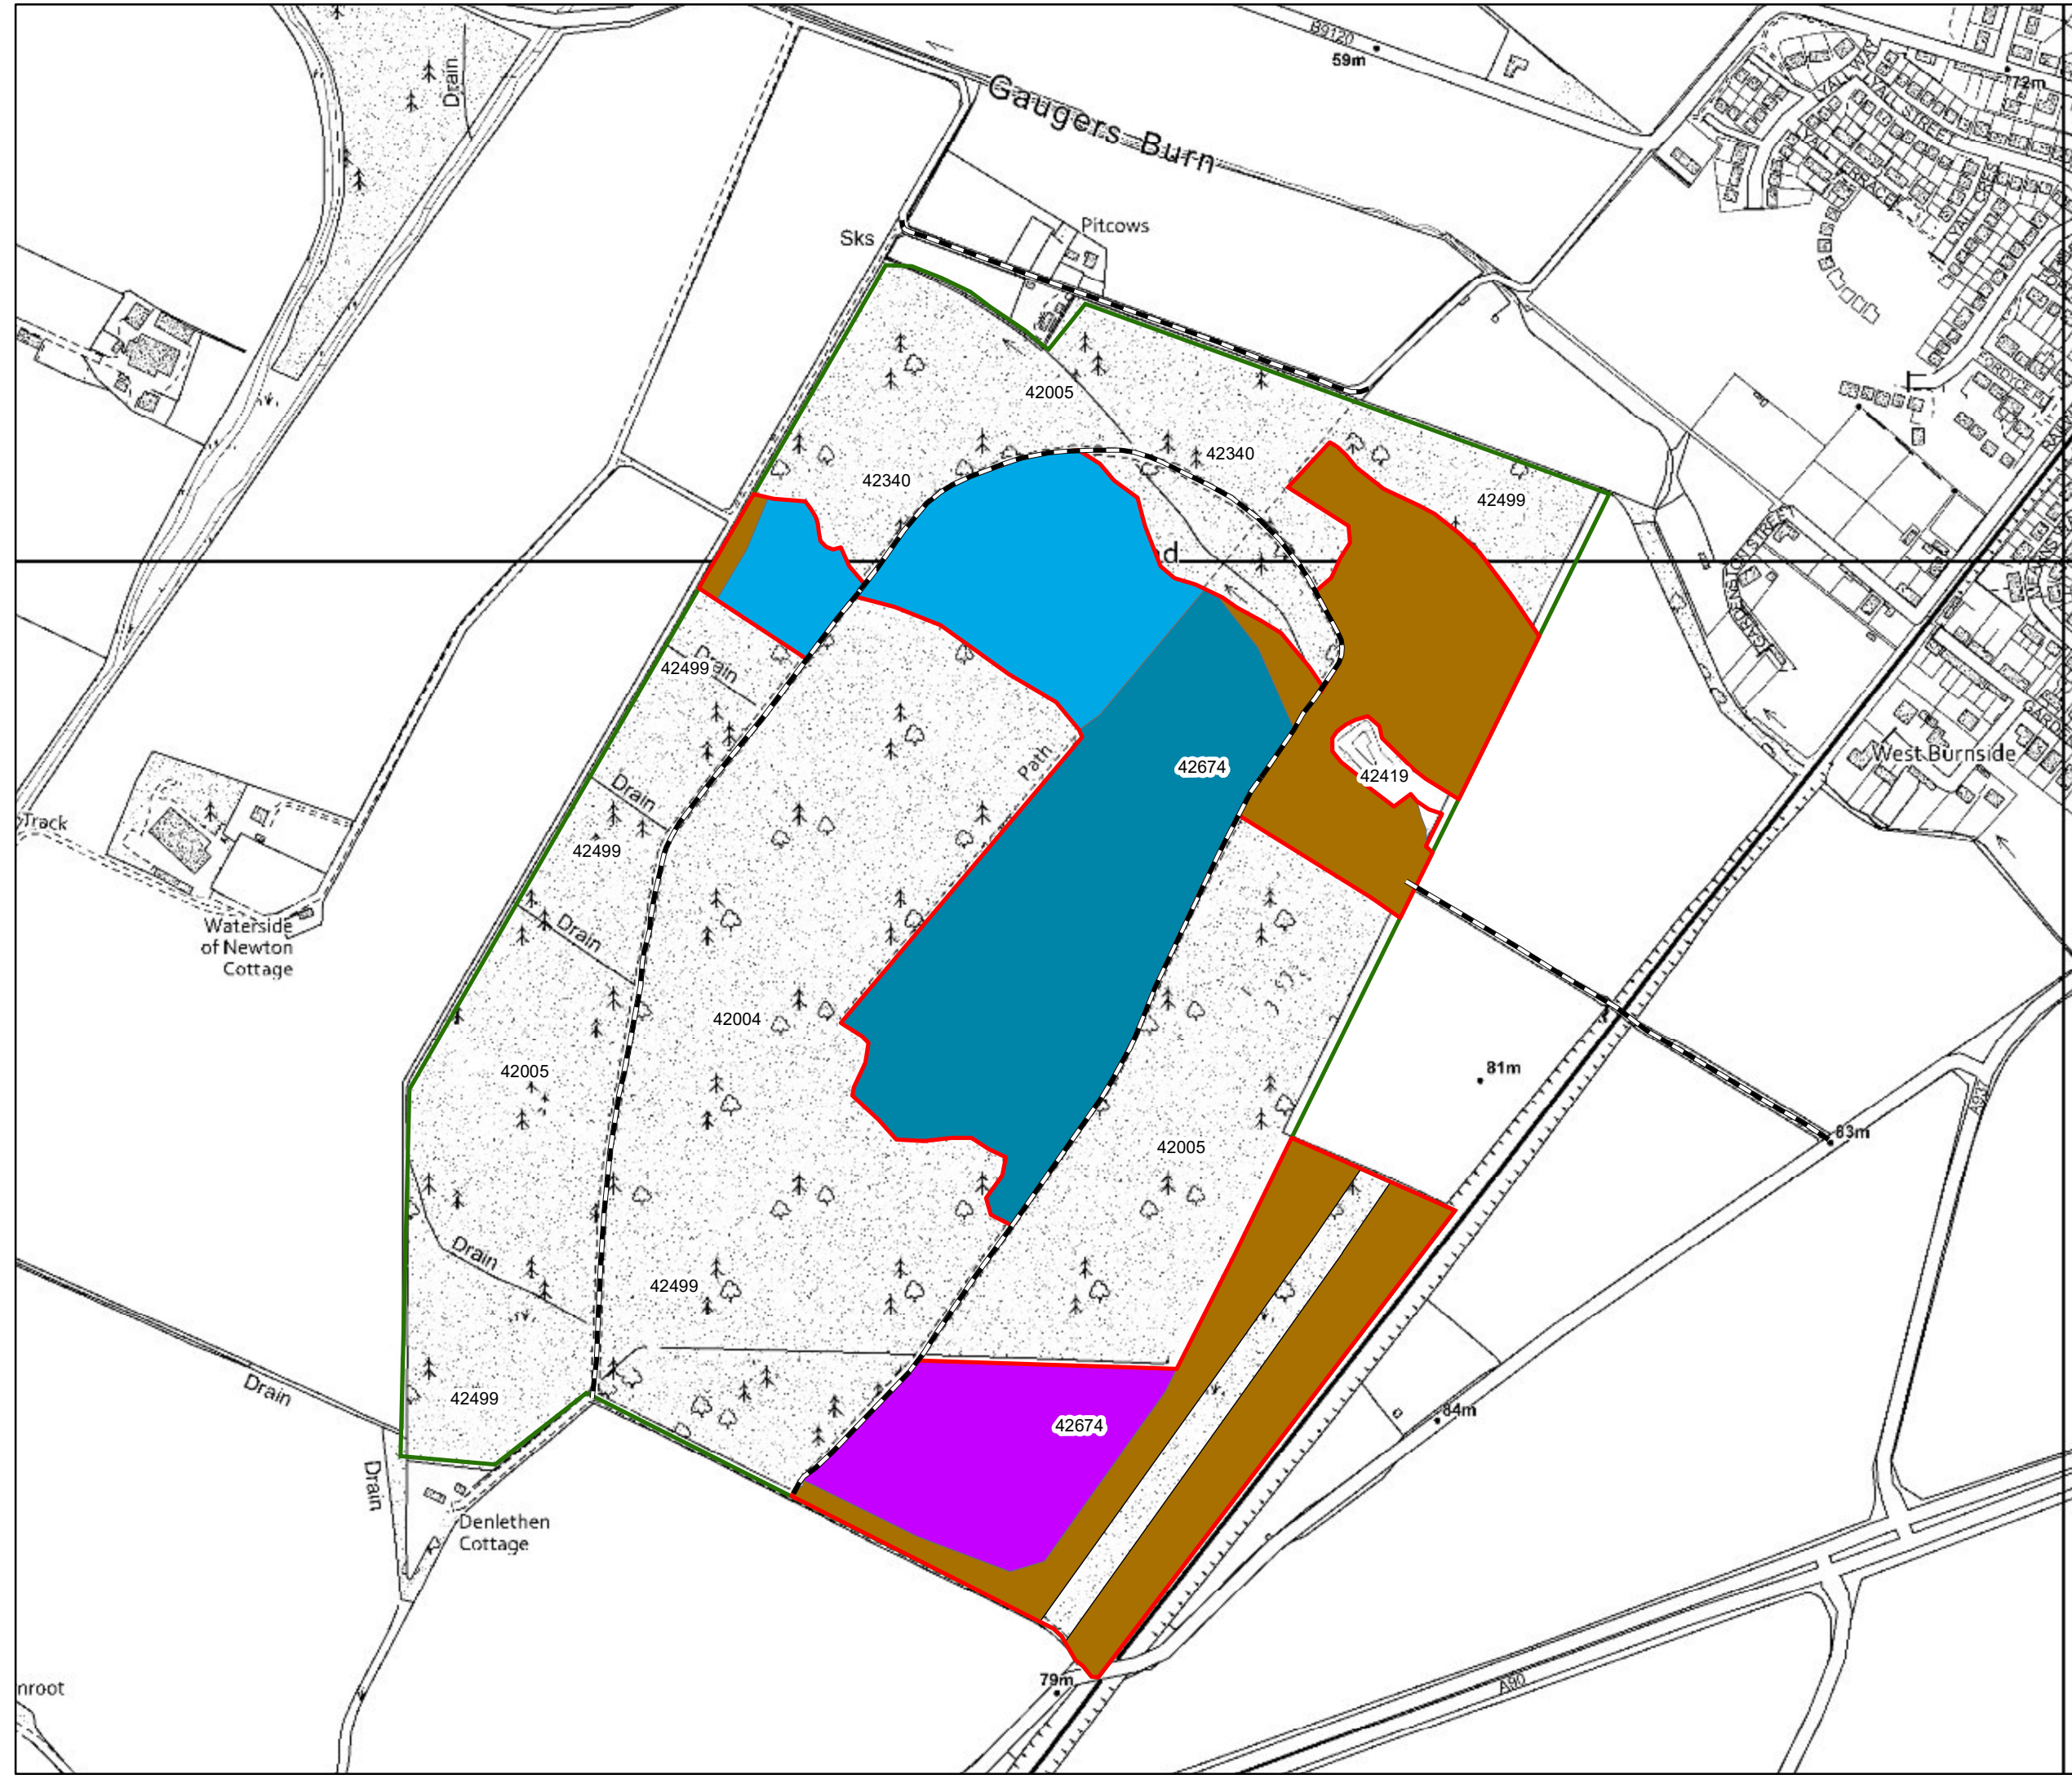 B9120
59m
72m
Drain
Gaugers Burn
Pitcows
Sks
42005
42340
42340
42499
d
42499
Drain
West Burnside
42674
42419
Path
Drain
Track
42499
Waterside
of Newton
Cottage
Drain
42004
81m
42005
83m
42005
Drain
42499
Drain
42499
42674
84m
Drain
Denlethen
Cottage
79m
nroot
A90